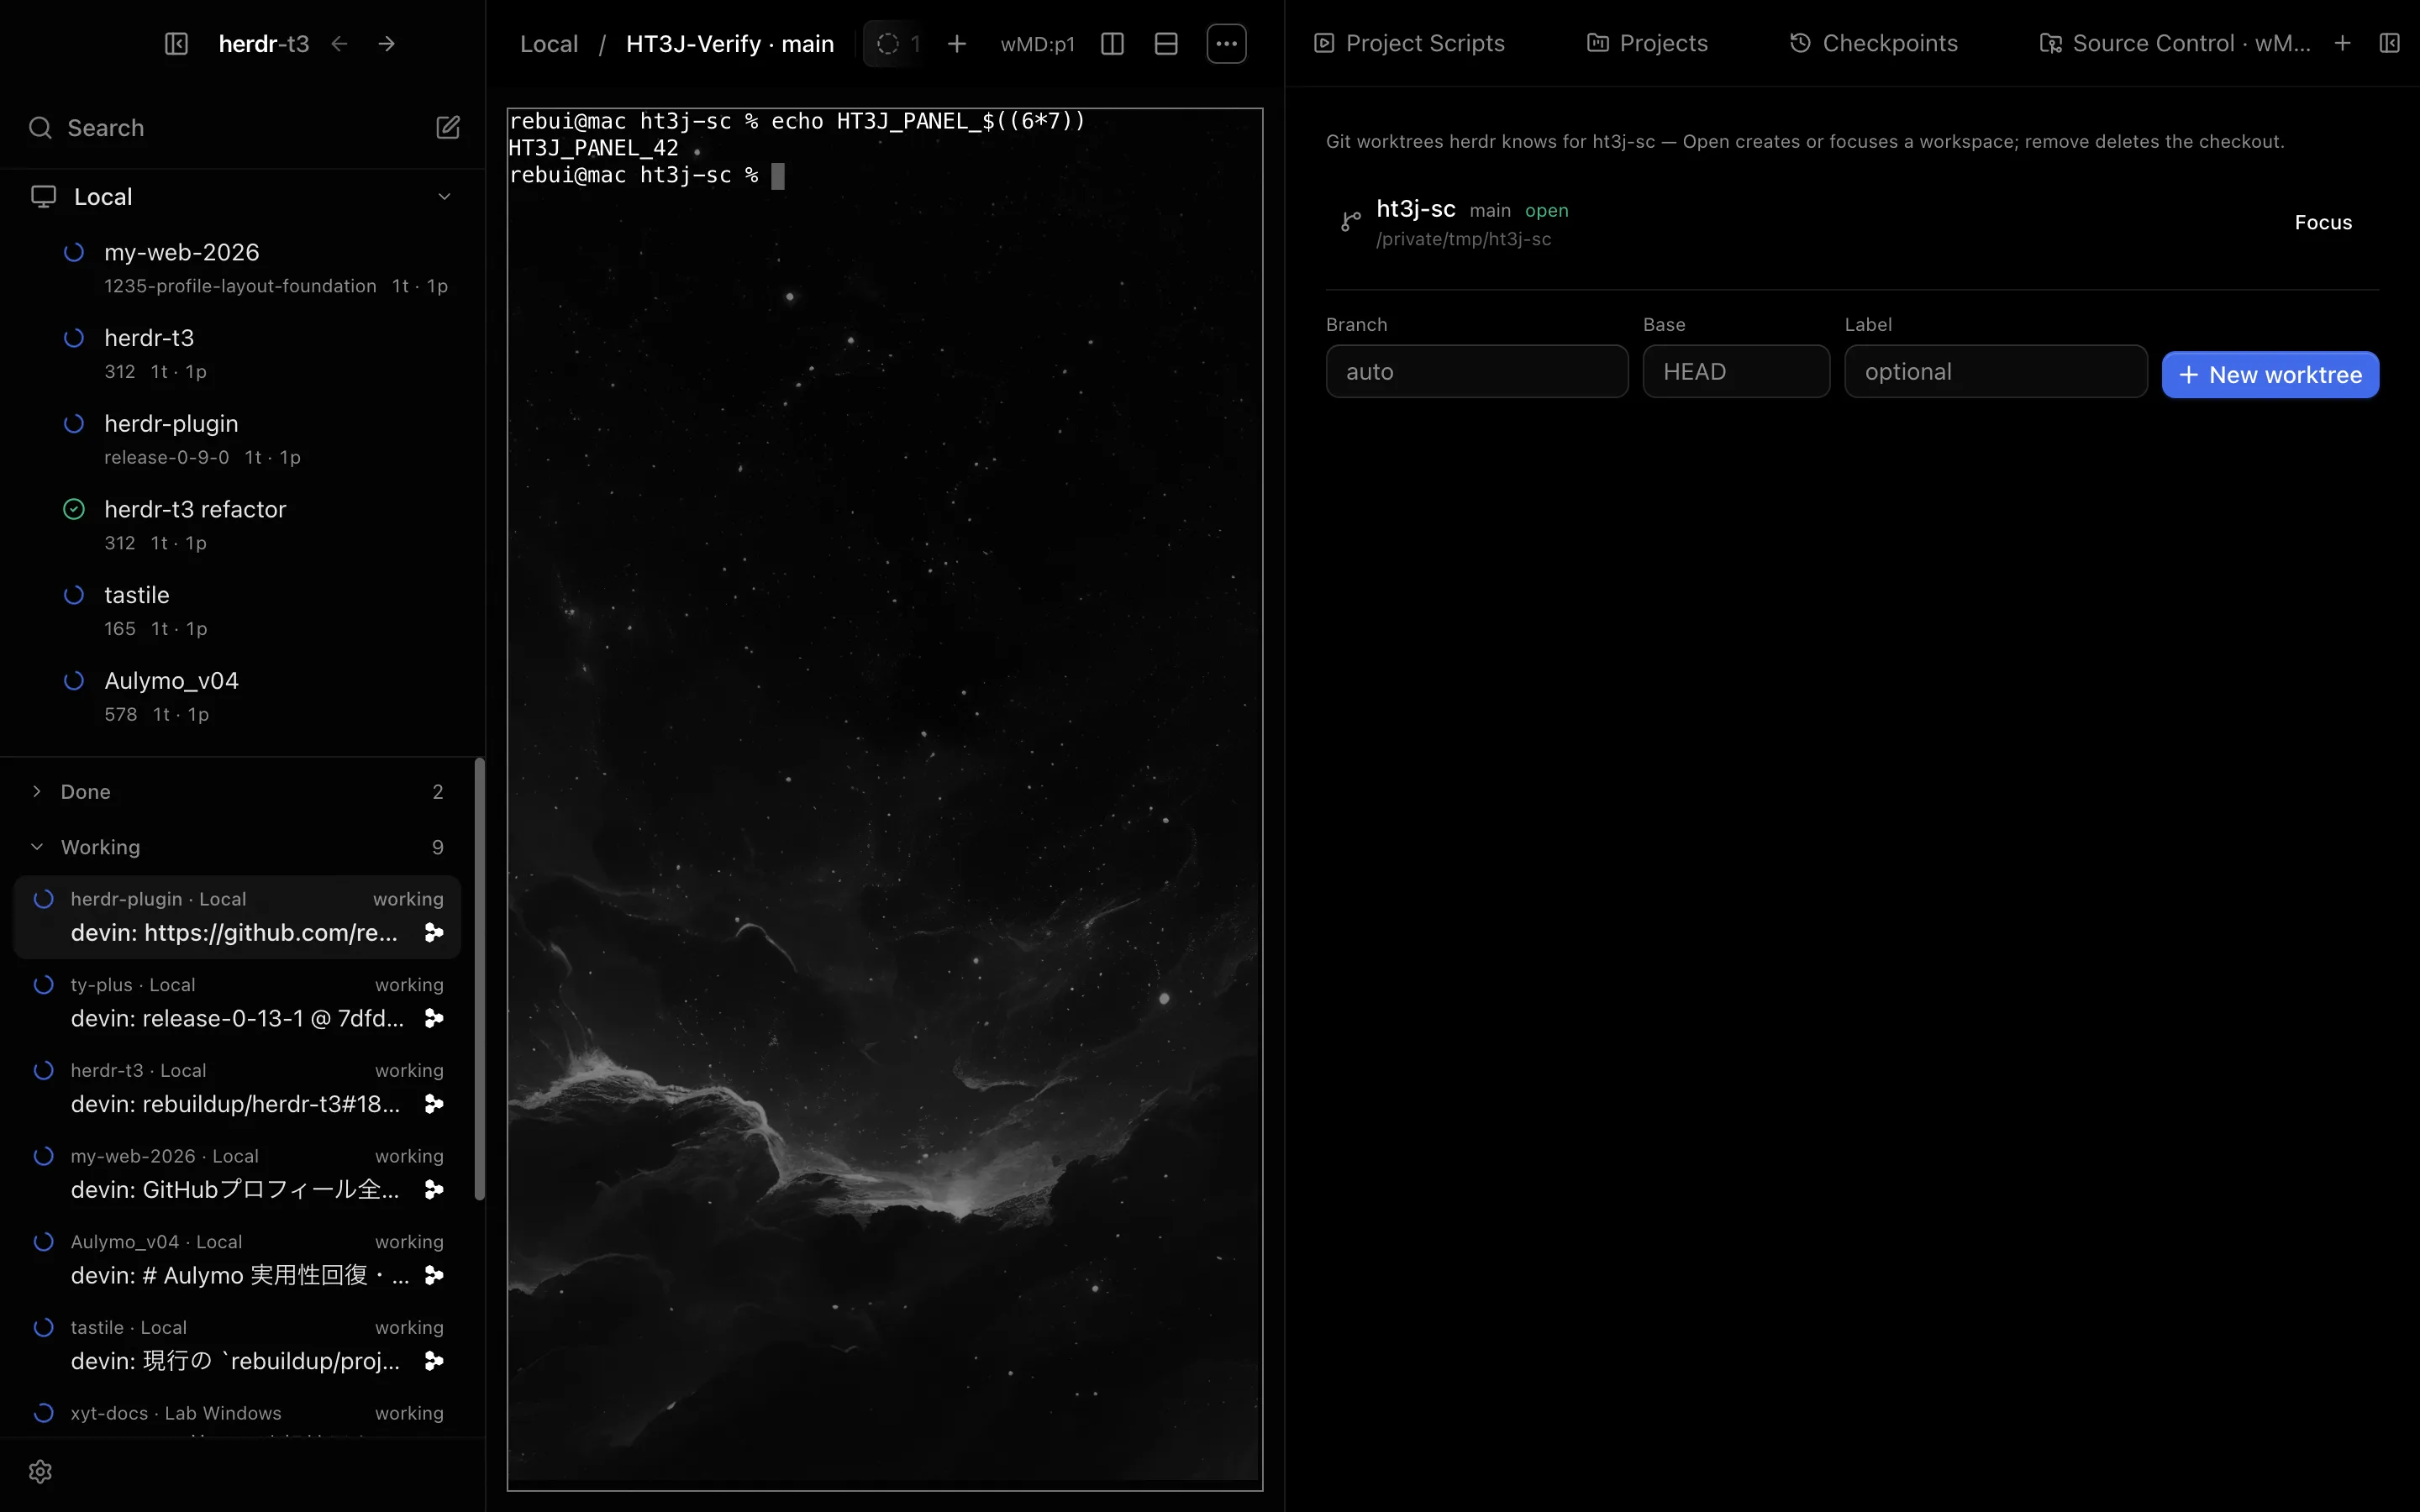 herdr-t3
Search
Local
my-web-2026
1235-profile-layout-foundation 1t · 1p
herdr-t3
312 1t · 1p
herdr-plugin
release-0-9-0 1t · 1p
herdr-t3 refactor
312 1t · 1p
tastile
165 1t · 1p
Aulymo_v04
578 1t · 1p
Done 2
Working 9
herdr-plugin · Local working
devin: https://github.com/re...
ty-plus · Local working
devin: release-0-13-1 @ 7dfd...
herdr-t3 · Local working
devin: rebuildup/herdr-t3#18...
my-web-2026 · Local working
devin: GitHubプロフィール全...
Aulymo_v04 · Local working
devin: # Aulymo 実用性回復・...
tastile · Local working
devin: 現行の `rebuildup/proj...
xyt-docs · Lab Windows working
Local / HT3J-Verify · main 1 wMD:p1
rebui@mac ht3j-sc % echo HT3J_PANEL_$((6*7))
HT3J_PANEL_42
rebui@mac ht3j-sc %
Project Scripts Projects Checkpoints Source Control · wM...
Git worktrees herdr knows for ht3j-sc — Open creates or focuses a workspace; remove deletes the checkout.
ht3j-sc main open
/private/tmp/ht3j-sc
Focus
Branch Base Label
auto HEAD optional + New worktree